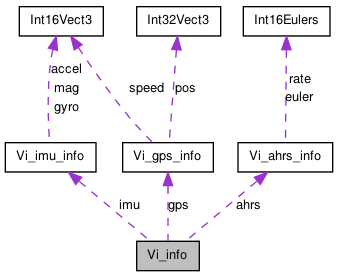 Int16Vect3
Int32Vect3
Int16Eulers
accel
mag
gyro
speed
pos
rate
euler
Vi_imu_info
Vi_gps_info
Vi_ahrs_info
imu
gps
ahrs
Vi_info